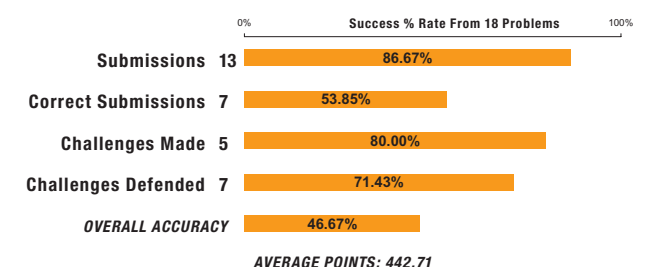 0% Success % Rate From 18 Problems 100%
Submissions 13 86.67%
Correct Submissions 7 53.85%
Challenges Made 5 80.00%
Challenges Defended 7 71.43%
OVERALL ACCURACY 46.67%
AVERAGE POINTS: 442.71